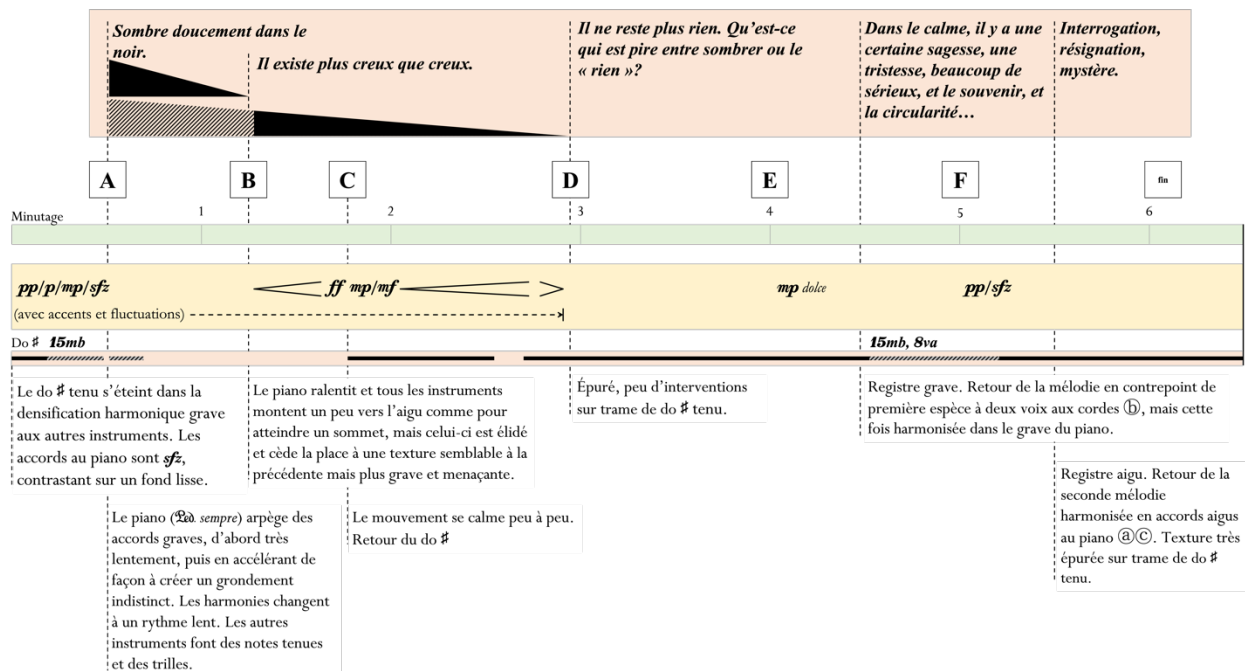 Sombre doucement dans le
noir.
Il existe plus creux que creux.
Il ne reste plus rien. Qu’est-ce
qui est pire entre sombrer ou le
« rien »?
Dans le calme, il y a une
certaine sagesse, une
tristesse, beaucoup de
sérieux, et le souvenir, et
la circularité…
Interrogation,
résignation,
mystère.
A
B
C
D
E
F
fin
Minutage
1
2
3
4
5
6
pp/p/mp/sfz
ff mp/mf
mp dolce
pp/sfz
(avec accents et fluctuations)
Do ♯ 15mb
15mb, 8va
Le do ♯ tenu s’éteint dans la
densification harmonique grave
aux autres instruments. Les
accords au piano sont sfz,
contrastant sur un fond lisse.
Le piano ralentit et tous les instruments
montent un peu vers l’aigu comme pour
atteindre un sommet, mais celui-ci est élidé
et cède la place à une texture semblable à la
précédente mais plus grave et menaçante.
Épuré, peu d’interventions
sur trame de do ♯ tenu.
Registre grave. Retour de la mélodie en contrepoint de
première espèce à deux voix aux cordes ⓑ, mais cette
fois harmonisée dans le grave du piano.
Registre aigu. Retour de la
seconde mélodie
harmonisée en accords aigus
au piano ⓐⓒ. Texture très
épurée sur trame de do ♯
tenu.
Le piano (Ped. sempre) arpège des
accords graves, d’abord très
lentement, puis en accélérant de
façon à créer un grondement
indistinct. Les harmonies changent
à un rythme lent. Les autres
instruments font des notes tenues
et des trilles.
Le mouvement se calme peu à peu.
Retour du do ♯